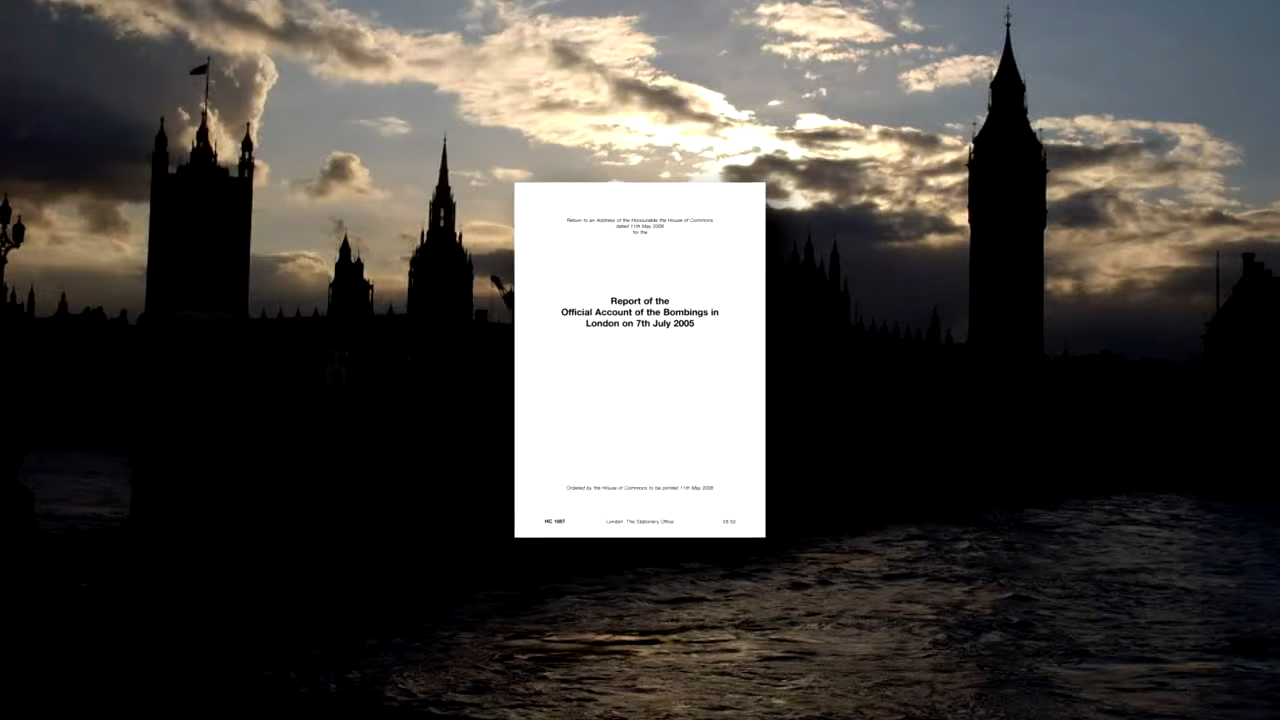 Return to an Address of the Honourable the House of Commons
dated 11th May 2006
for the
Report of the
Official Account of the Bombings in
London on 7th July 2005
Ordered by the House of Commons to be printed 11th May 2006
HC 1087
London: The Stationery Office